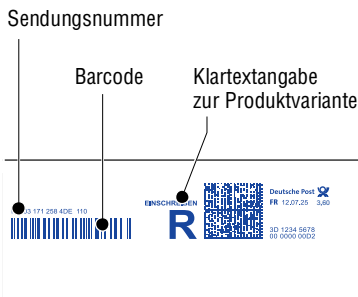 Sendungsnummer
Barcode
Klartextangabe
zur Produktvariante
03 171 258 4DE 110
EINSCHREIBEN
R
Deutsche Post
FR 12.07.25 3,60
3D 1234 5678
00 0000 00D2